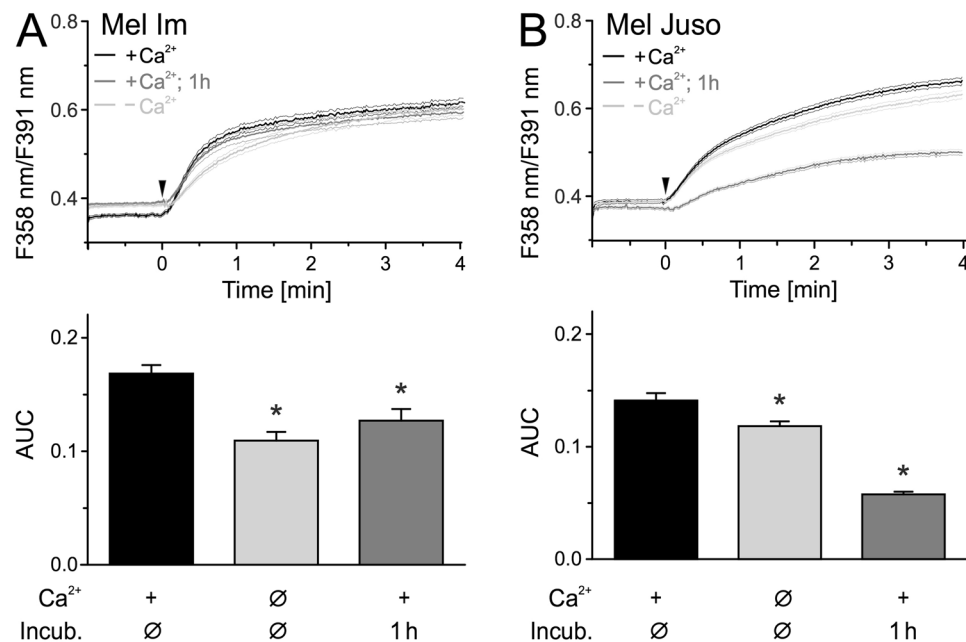 A
Mel Im
+Ca²⁺
+Ca²⁺; 1h
−Ca²⁺
0.8
0.6
0.4
F358 nm/F391 nm
0 1 2 3 4
Time [min]
0.2
0.1
0.0
AUC
* *
Ca²⁺ + Ø +
Incub. Ø Ø 1 h
B
Mel Juso
+Ca²⁺
+Ca²⁺; 1h
−Ca²⁺
0.8
0.6
0.4
F358 nm/F391 nm
0 1 2 3 4
Time [min]
0.2
0.1
0.0
AUC
* *
+ Ø +
Ø Ø 1 h